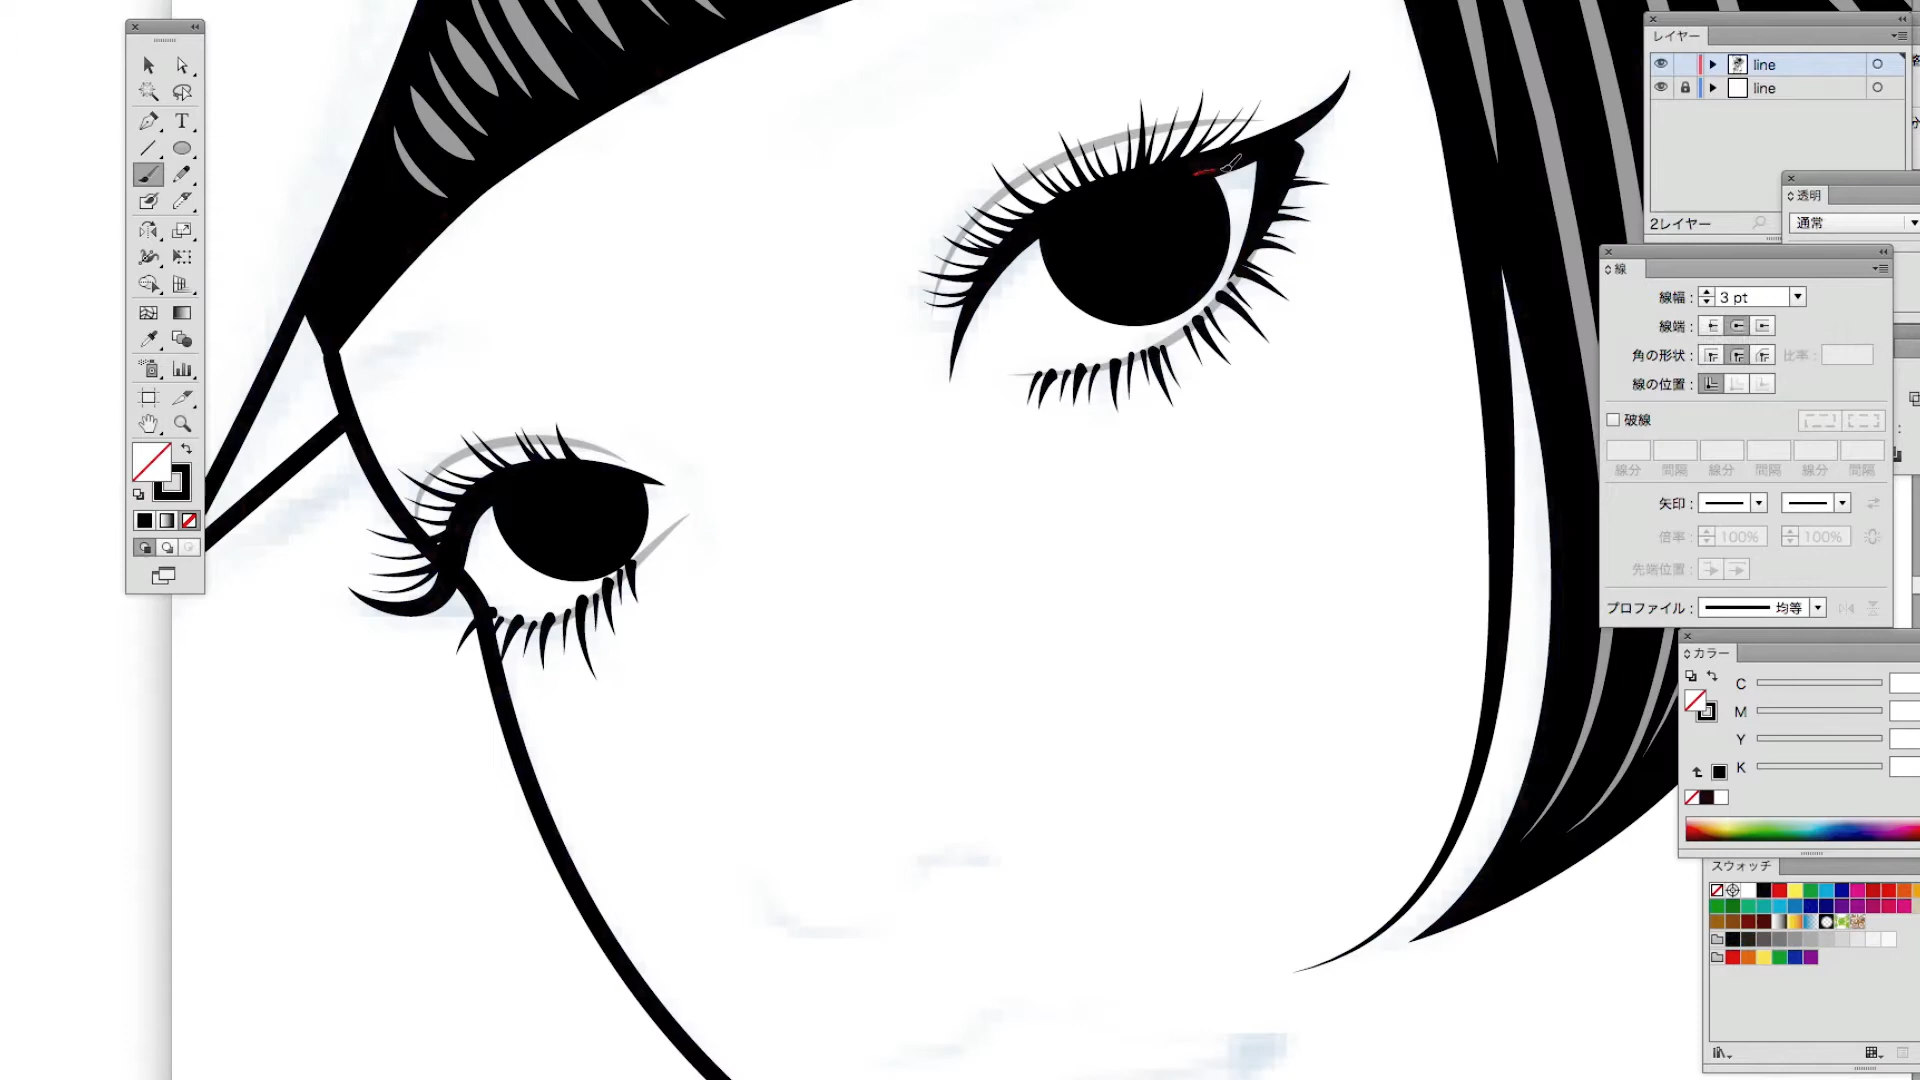 レイヤー
line
line
2レイヤー
透明
通常
線
線幅 : 3 pt
線端 :
角の形状 : 比率 :
線の位置 :
破線
線分 間隔 線分 間隔 線分 間隔
矢印 :
倍率 : 100% 100%
先端位置 :
プロファイル : 均等
カラー
C
M
Y
K
スウォッチ
T